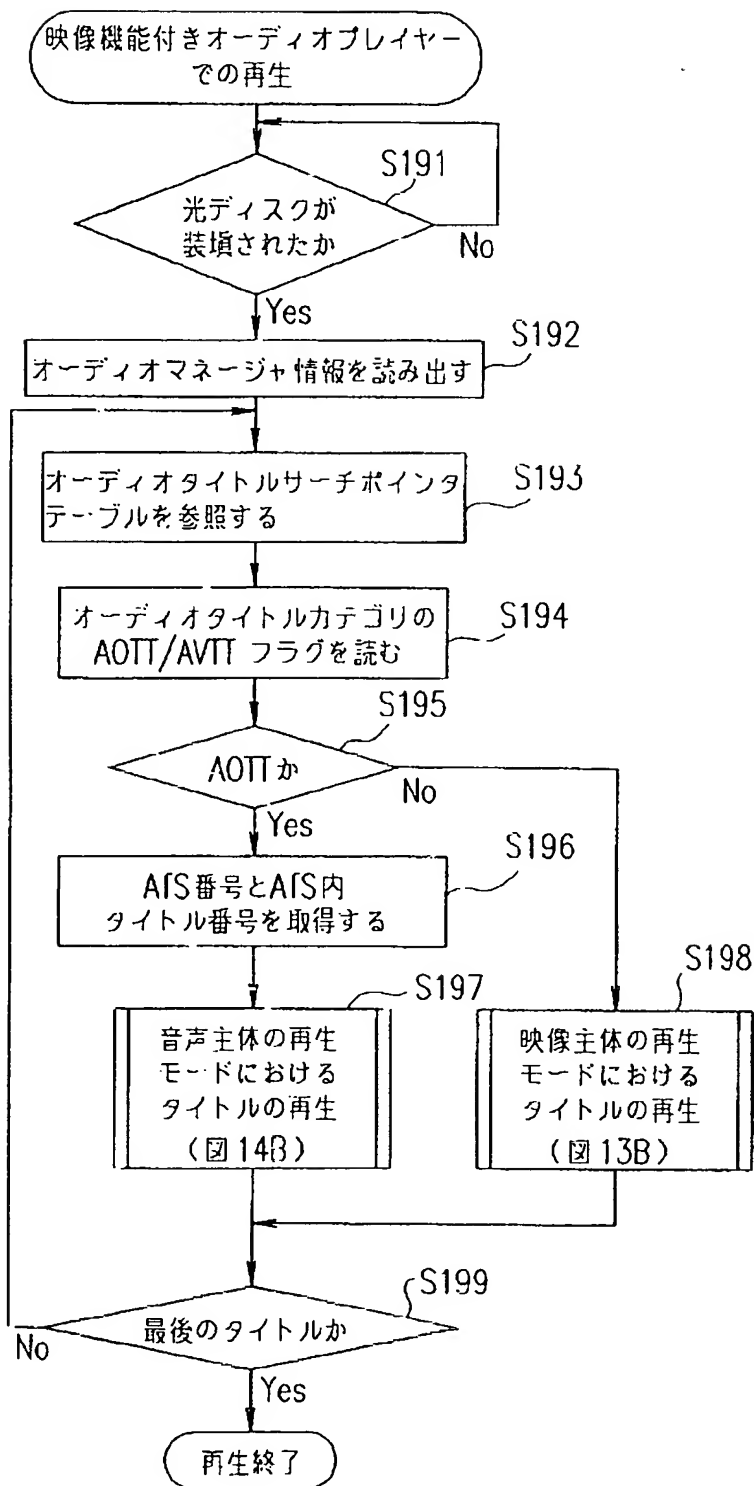 映像機能付きオーディオプレイヤー
での再生
S191
光ディスクが
装填されたか
No
Yes
S192
オーディオマネージャ情報を読み出す
S193
オーディオタイトルサーチポインタ
テーブルを参照する
S194
オーディオタイトルカテゴリの
AOTT/AVTT フラグを読む
S195
AOTTか
No
Yes
S196
ATS番号とATS内
タイトル番号を取得する
S197
音声主体の再生
モードにおける
タイトルの再生
(図14B)
S198
映像主体の再生
モードにおける
タイトルの再生
(図13B)
S199
最後のタイトルか
No
Yes
再生終了